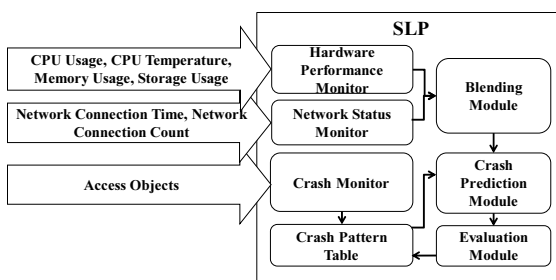 SLP
CPU Usage, CPU Temperature,
Memory Usage, Storage Usage
Hardware
Performance
Monitor
Blending
Module
Network Connection Time, Network
Connection Count
Network Status
Monitor
Access Objects
Crash Monitor
Crash
Prediction
Module
Crash Pattern
Table
Evaluation Module